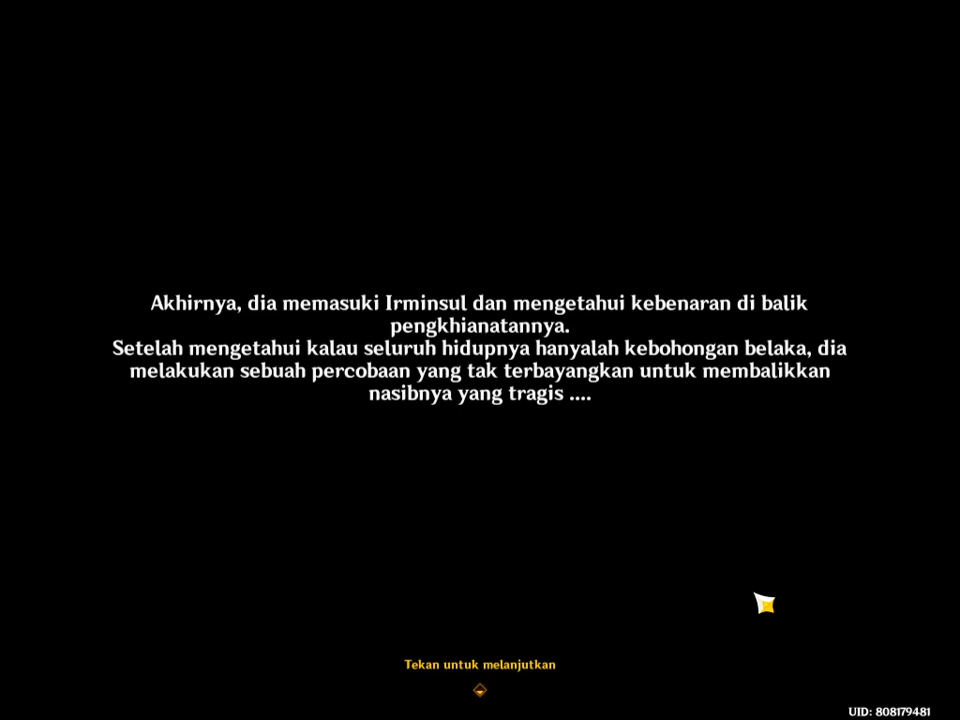 Akhirnya, dia memasuki Irminsul dan mengetahui kebenaran di balik
pengkhianatannya.
Setelah mengetahui kalau seluruh hidupnya hanyalah kebohongan belaka, dia
melakukan sebuah percobaan yang tak terbayangkan untuk membalikkan
nasibnya yang tragis ....
Tekan untuk melanjutkan
UID: 808179481